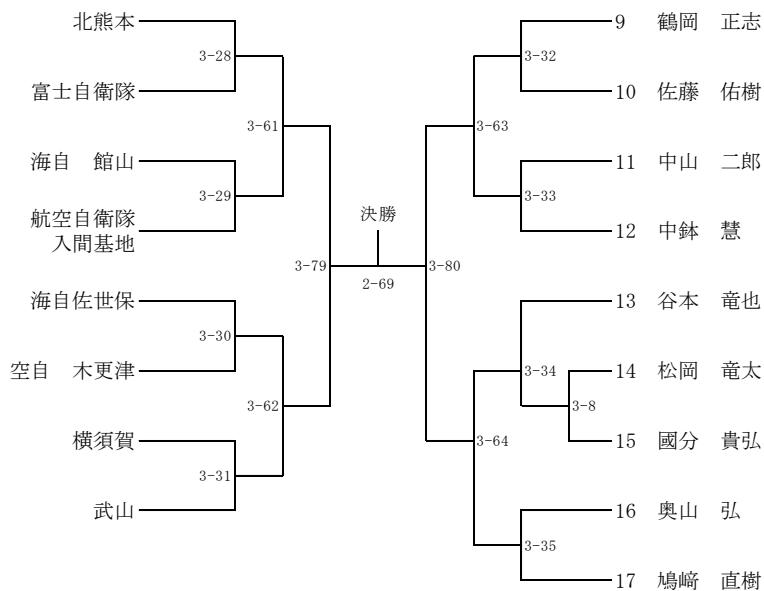 北熊本
3-28
富士自衛隊
3-61
海自　館山
3-29
航空自衛隊
入間基地
3-79
海自佐世保
3-30
空自　木更津
3-62
横須賀
3-31
武山
決勝
2-69
9　鶴岡　正志
3-32
10　佐藤　佑樹
3-63
11　中山　二郎
3-33
12　中鉢　慧
3-80
13　谷本　竜也
3-34
14　松岡　竜太
3-8
15　國分　貴弘
3-64
16　奥山　弘
3-35
17　鳩﨑　直樹